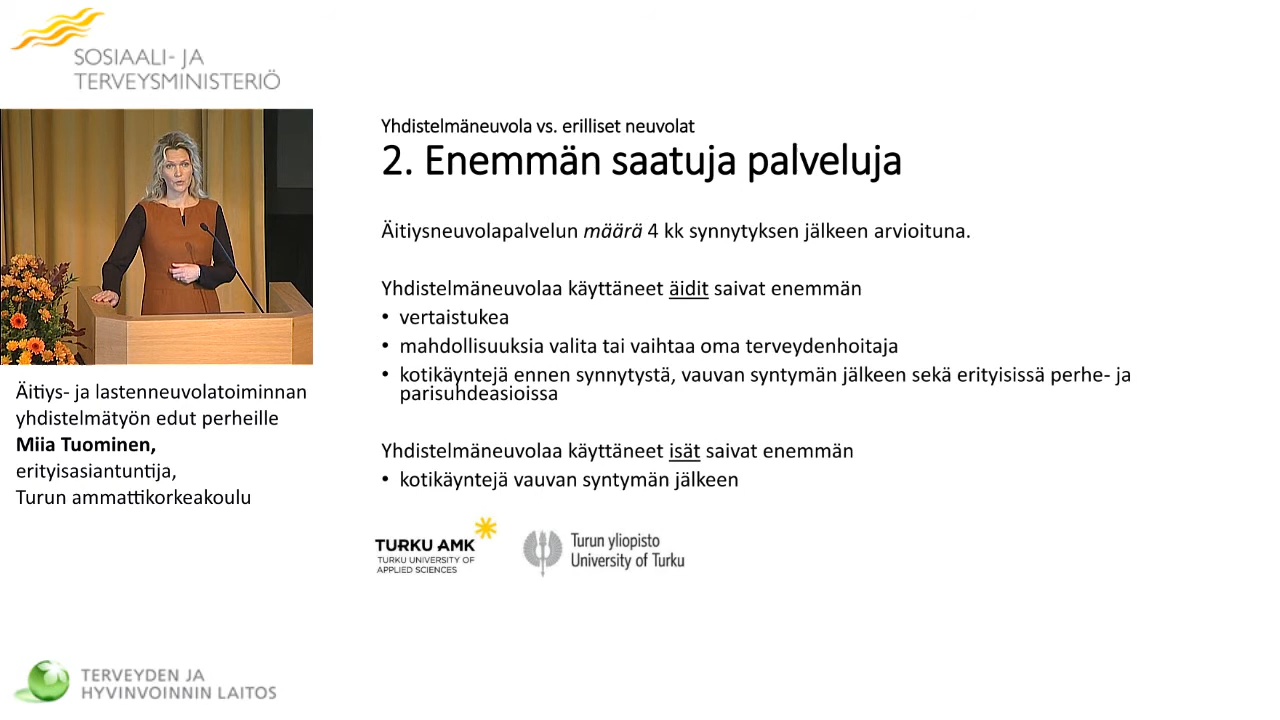 SOSIAALI- JA
TERVEYSMINISTERIÖ
Äitiys- ja lastenneuvolatoiminnan
yhdistelmätyön edut perheille
Miia Tuominen,
erityisasiantuntija,
Turun ammattikorkeakoulu
Yhdistelmäneuvola vs. erilliset neuvolat
2. Enemmän saatuja palveluja
Äitiysneuvolapalvelun määrä 4 kk synnytyksen jälkeen arvioituna.
Yhdistelmäneuvolaa käyttäneet äidit saivat enemmän
• vertaistukea
• mahdollisuuksia valita tai vaihtaa oma terveydenhoitaja
• kotikäyntejä ennen synnytystä, vauvan syntymän jälkeen sekä erityisissä perhe- ja
parisuhdeasioissa
Yhdistelmäneuvolaa käyttäneet isät saivat enemmän
• kotikäyntejä vauvan syntymän jälkeen
TURKU AMK
TURKU UNIVERSITY OF
APPLIED SCIENCES
Turun yliopisto
University of Turku
TERVEYDEN JA
HYVINVOINNIN LAITOS